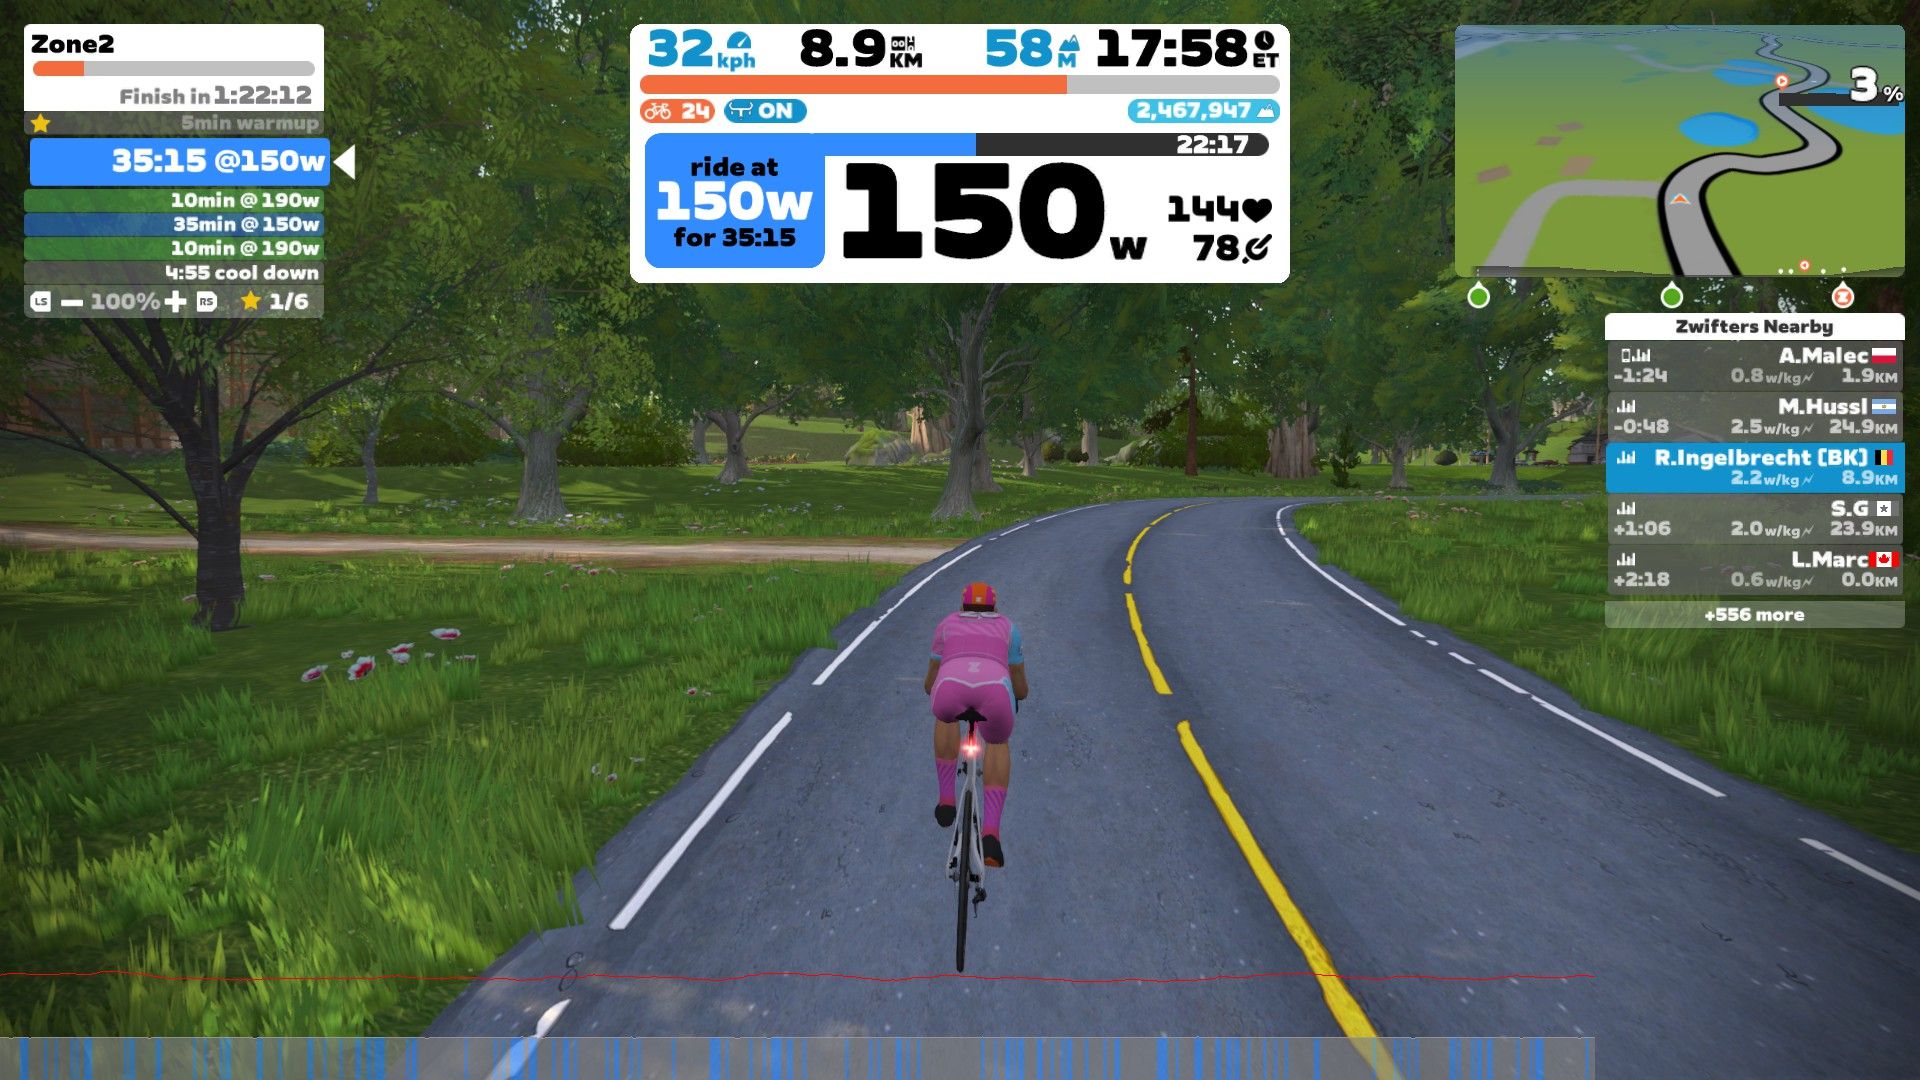 Zone2
Finish in 1:22:12
5min warmup
35:15 @150w
10min @ 190w
35min @ 150w
10min @ 190w
4:55 cool down
LS — 100% + RS 1/6
32 kph 8.9 KM 58 M 17:58 ET
24 ON 2,467,947
22:17
ride at
150w
for 35:15
150 w
144
78
3 %
Zwifters Nearby
A.Malec
-1:24 0.8 w/kg 1.9 KM
M.Hussl
-0:48 2.5 w/kg 24.9 KM
R.Ingelbrecht (BK)
2.2 w/kg 8.9 KM
S.G
+1:06 2.0 w/kg 23.9 KM
L.Marc
+2:18 0.6 w/kg 0.0 KM
+556 more